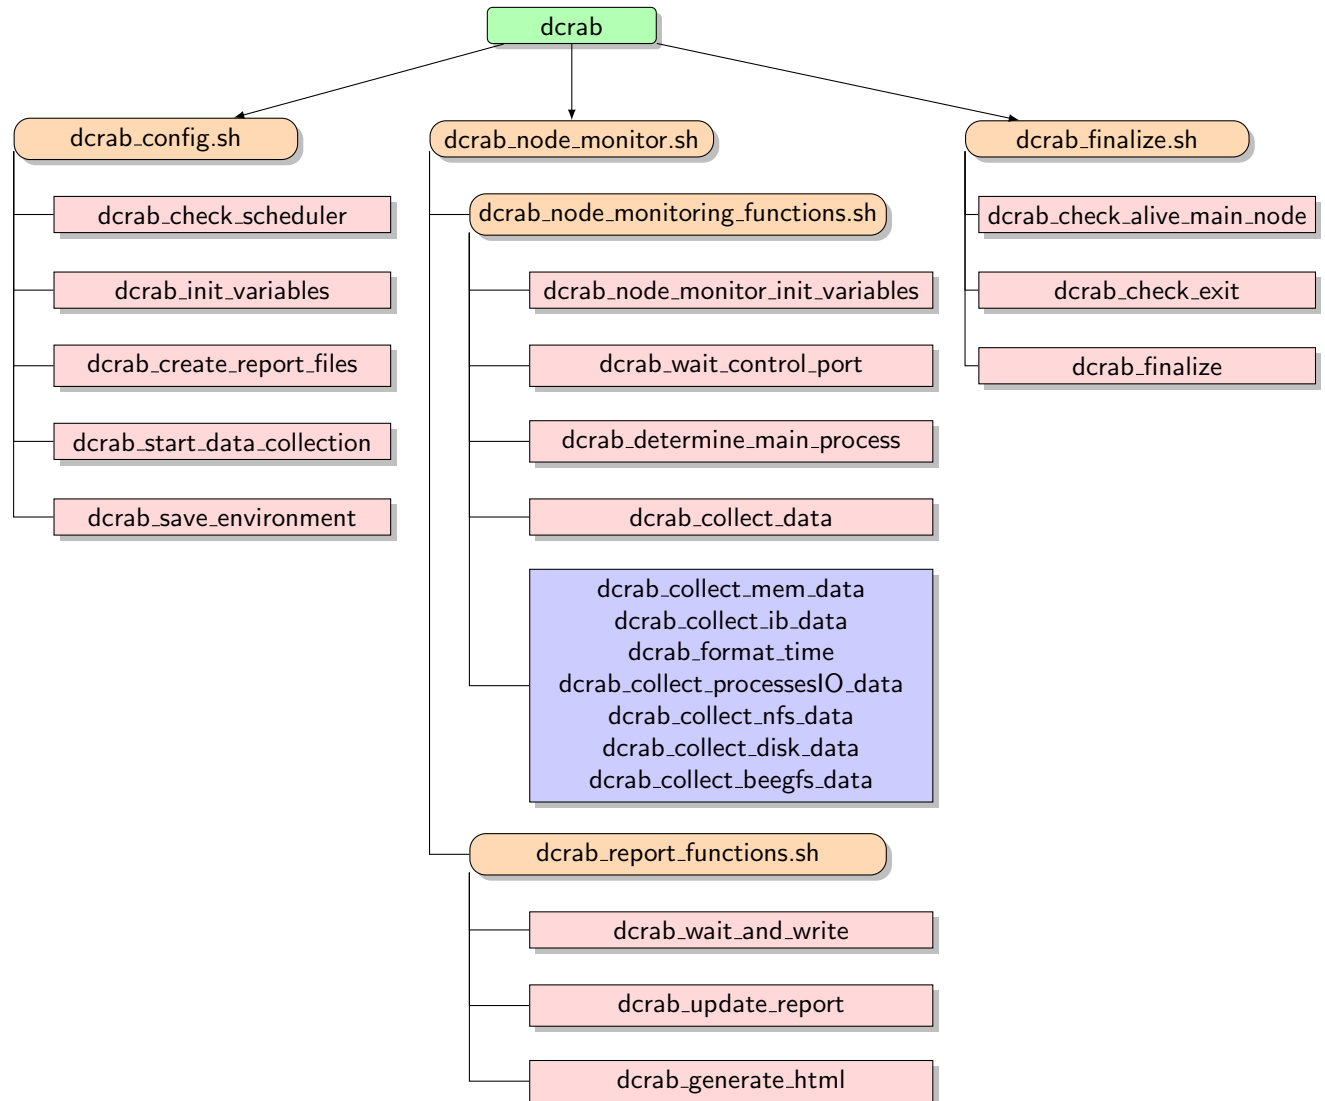 dcrab
dcrab_config.sh
dcrab_check_scheduler
dcrab_init_variables
dcrab_create_report_files
dcrab_start_data_collection
dcrab_save_environment
dcrab_node_monitor.sh
dcrab_node_monitoring_functions.sh
dcrab_node_monitor_init_variables
dcrab_wait_control_port
dcrab_determine_main_process
dcrab_collect_data
dcrab_collect_mem_data
dcrab_collect_ib_data
dcrab_format_time
dcrab_collect_processesIO_data
dcrab_collect_nfs_data
dcrab_collect_disk_data
dcrab_collect_beegfs_data
dcrab_report_functions.sh
dcrab_wait_and_write
dcrab_update_report
dcrab_generate_html
dcrab_finalize.sh
dcrab_check_alive_main_node
dcrab_check_exit
dcrab_finalize